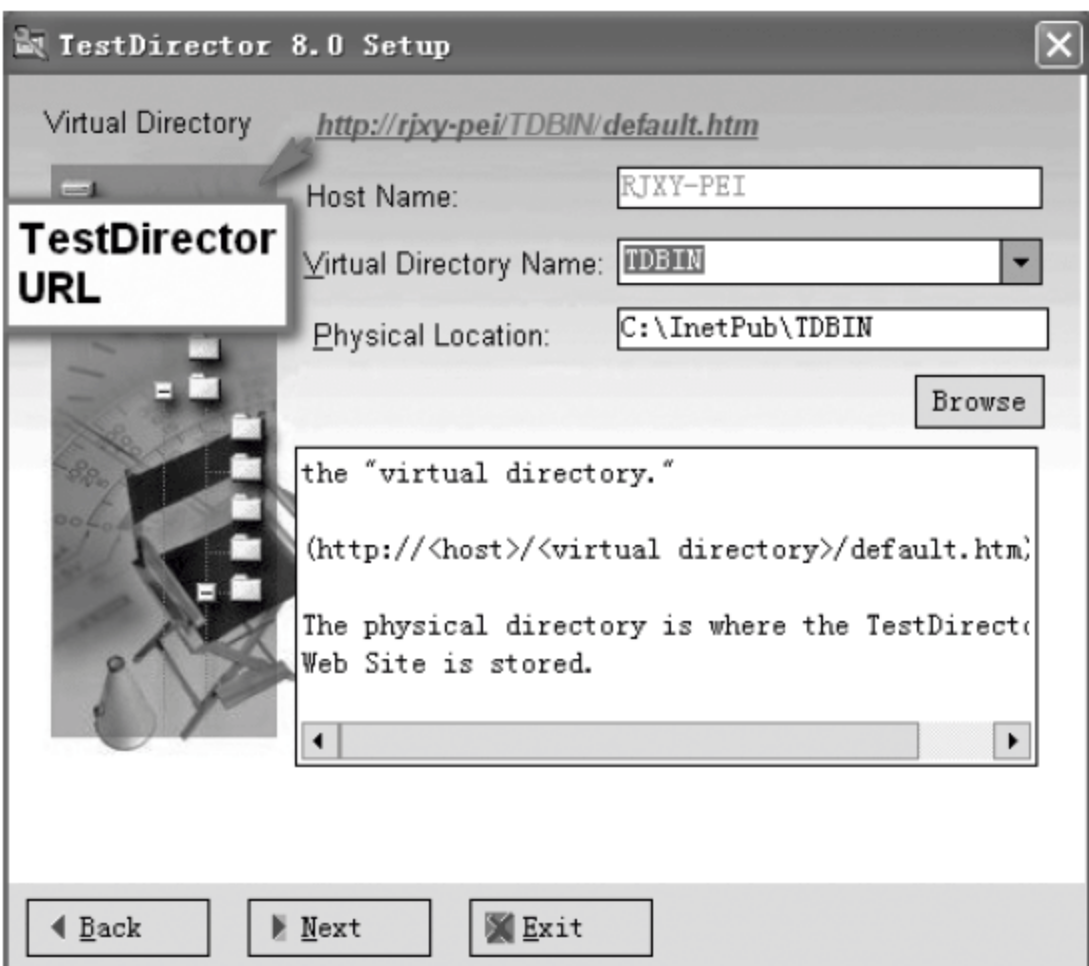 TestDirector 8.0 Setup
Virtual Directory
http://rjxy-pei/TDBIN/default.htm
TestDirector
URL
Host Name:
RJXY-PEI
Virtual Directory Name:
TDBIN
Physical Location:
C:\InetPub\TDBIN
Browse
the "virtual directory."
(http://<host>/<virtual directory>/default.htm)
The physical directory is where the TestDirecto
Web Site is stored.
Back
Next
Exit